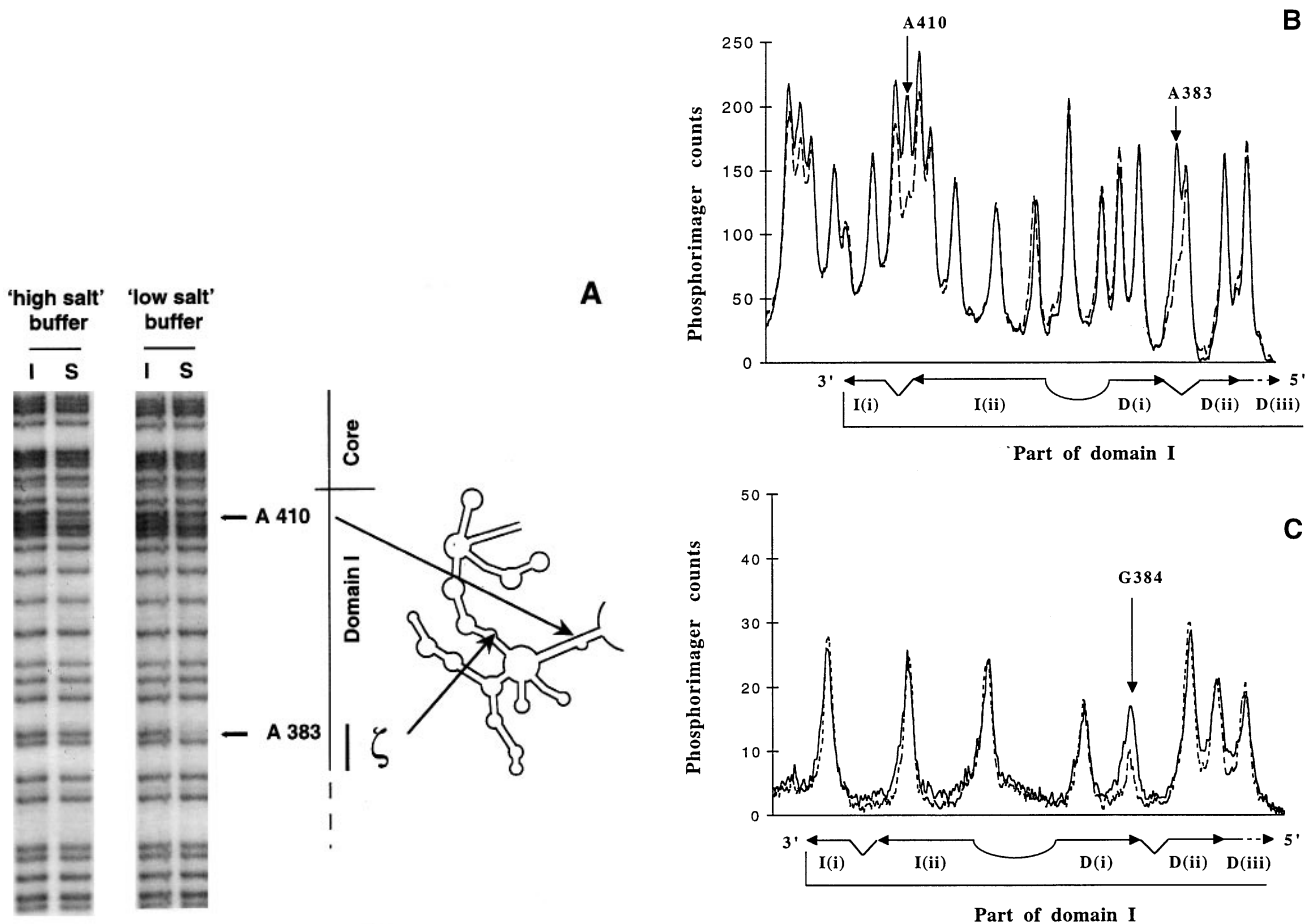 A
'high salt' buffer
'low salt' buffer
I S I S
A 410
A 383
Core
Domain I
ζ
B
A410
A383
Phosphorimager counts
250
200
150
100
50
0
3' 5'
I(i) I(ii) D(i) D(ii) D(iii)
Part of domain I
C
G384
Phosphorimager counts
50
40
30
20
10
0
3' 5'
I(i) I(ii) D(i) D(ii) D(iii)
Part of domain I